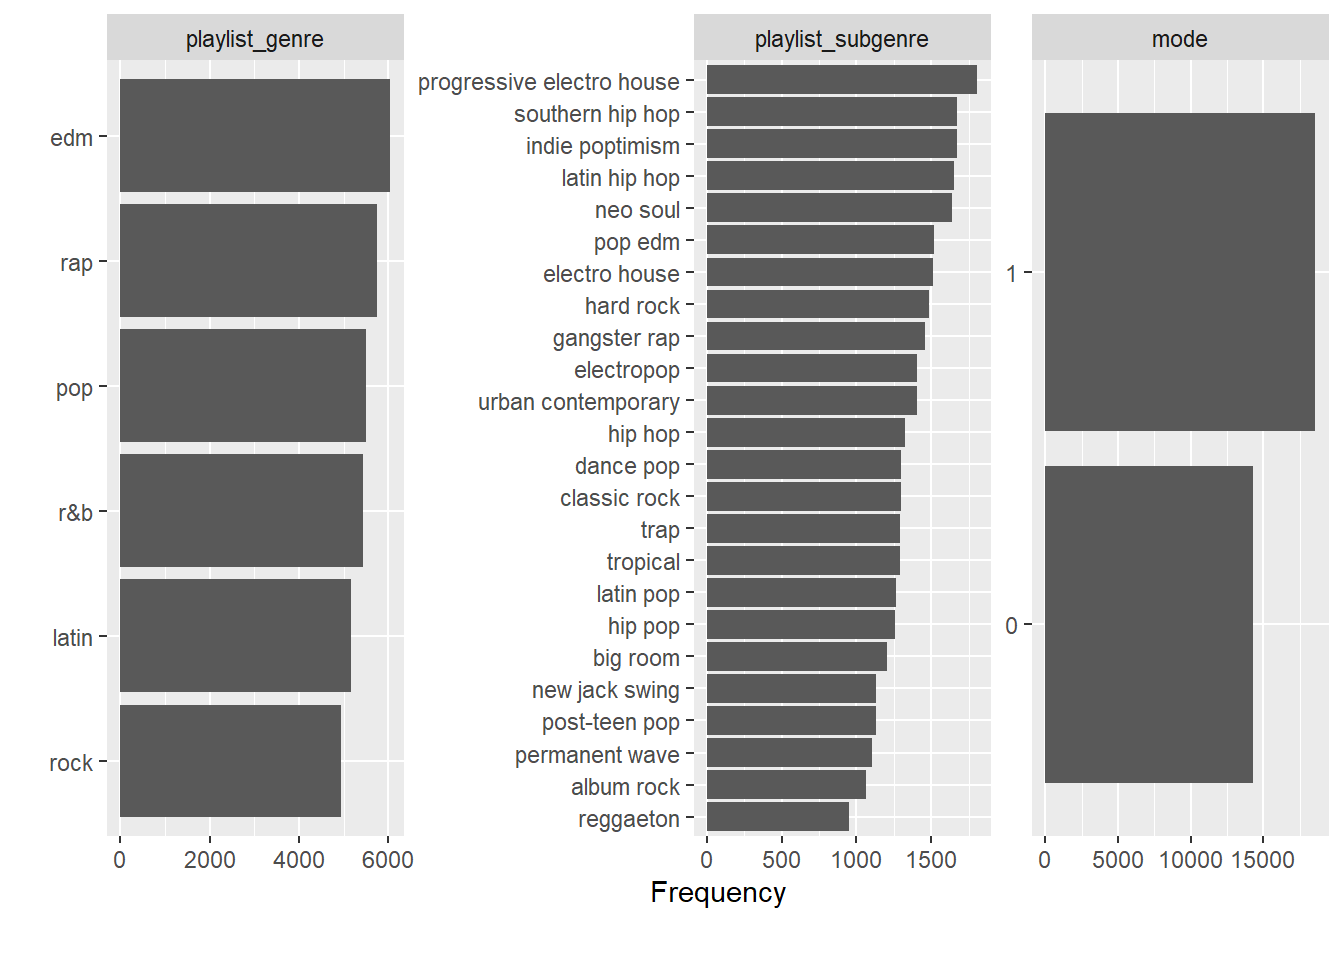 playlist_genre
edm
rap
pop
r&b
latin
rock
0 2000 4000 6000
playlist_subgenre
progressive electro house
southern hip hop
indie poptimism
latin hip hop
neo soul
pop edm
electro house
hard rock
gangster rap
electropop
urban contemporary
hip hop
dance pop
classic rock
trap
tropical
latin pop
hip pop
big room
new jack swing
post-teen pop
permanent wave
album rock
reggaeton
0 500 1000 1500
mode
1
0
0 5000 10000 15000
Frequency